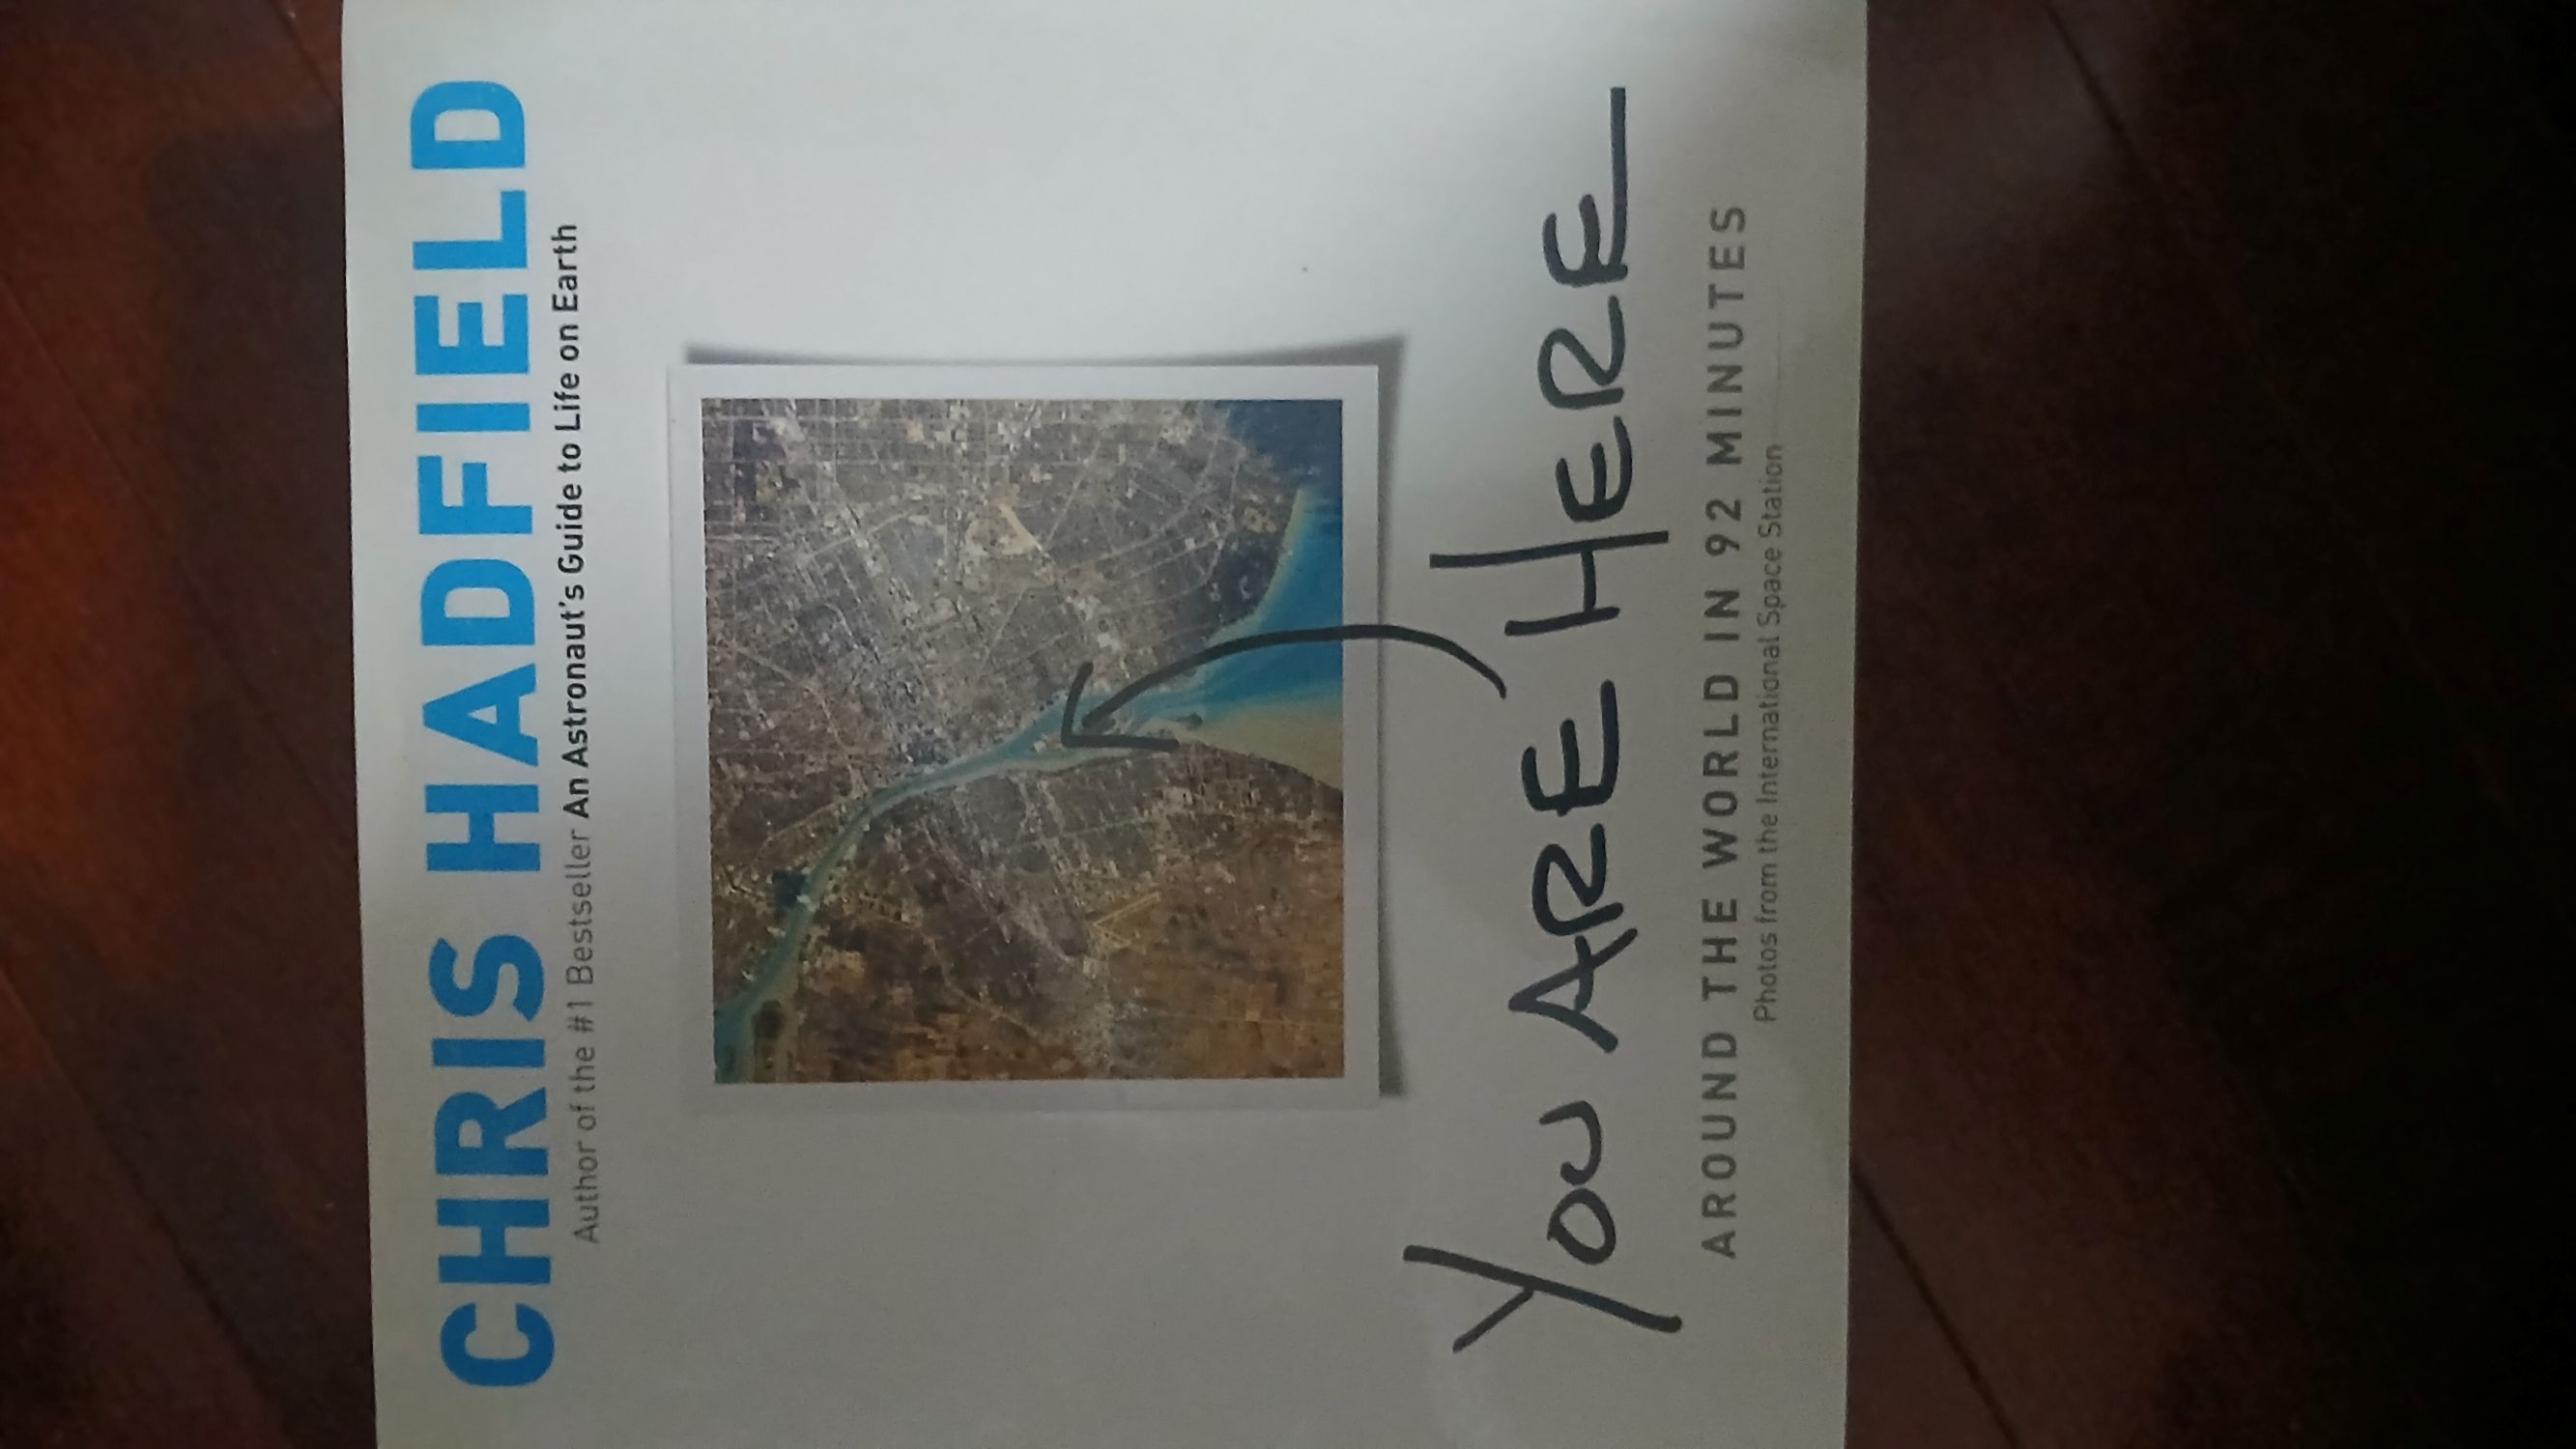 CHRIS HADFIELD
Author of the #1 Bestseller An Astronaut's Guide to Life on Earth
YOU ARE HERE
AROUND THE WORLD IN 92 MINUTES
Photos from the International Space Station